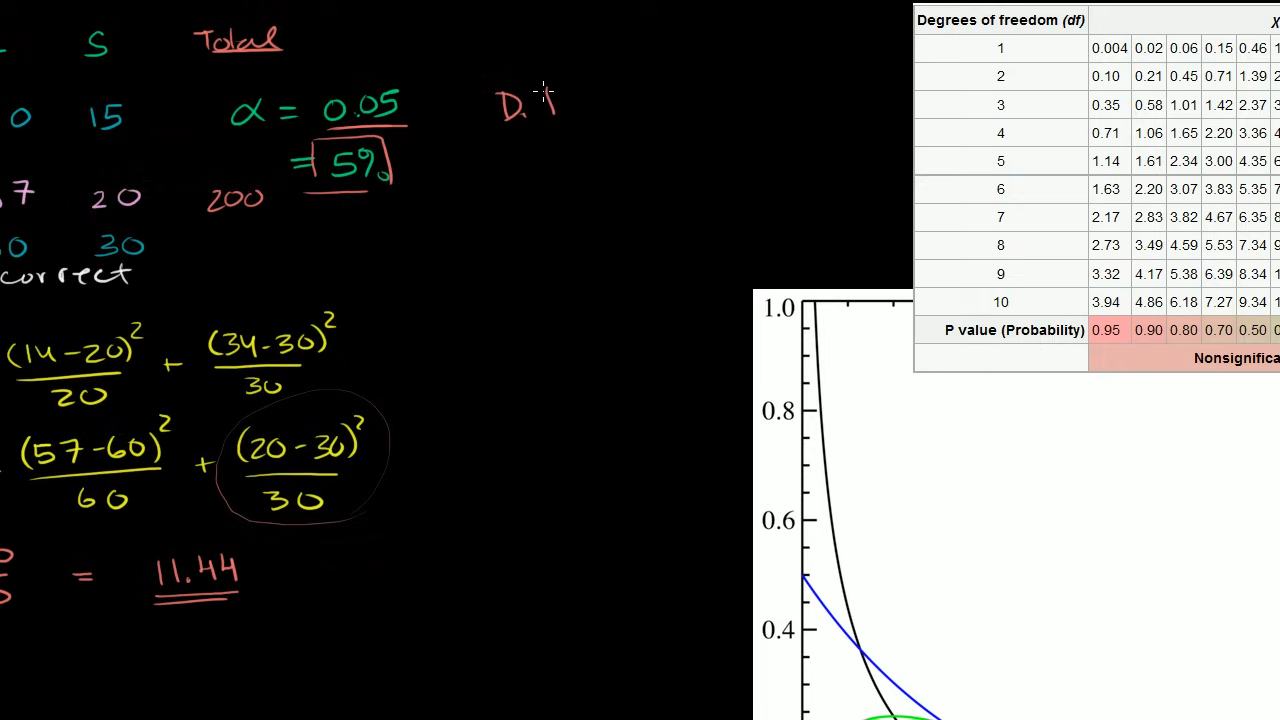 S Total
0 15 α = 0.05 D.
= 5%
7 20 200
0 30
correct
(14-20)² + (34-30)²
20 30
(57-60)² + (20-30)²
60 30
= 11.44
Degrees of freedom (df)
1 0.004 0.02 0.06 0.15 0.46
2 0.10 0.21 0.45 0.71 1.39
3 0.35 0.58 1.01 1.42 2.37
4 0.71 1.06 1.65 2.20 3.36
5 1.14 1.61 2.34 3.00 4.35
6 1.63 2.20 3.07 3.83 5.35
7 2.17 2.83 3.82 4.67 6.35
8 2.73 3.49 4.59 5.53 7.34
9 3.32 4.17 5.38 6.39 8.34
10 3.94 4.86 6.18 7.27 9.34
P value (Probability) 0.95 0.90 0.80 0.70 0.50
Nonsignifica
1.0
0.8
0.6
0.4